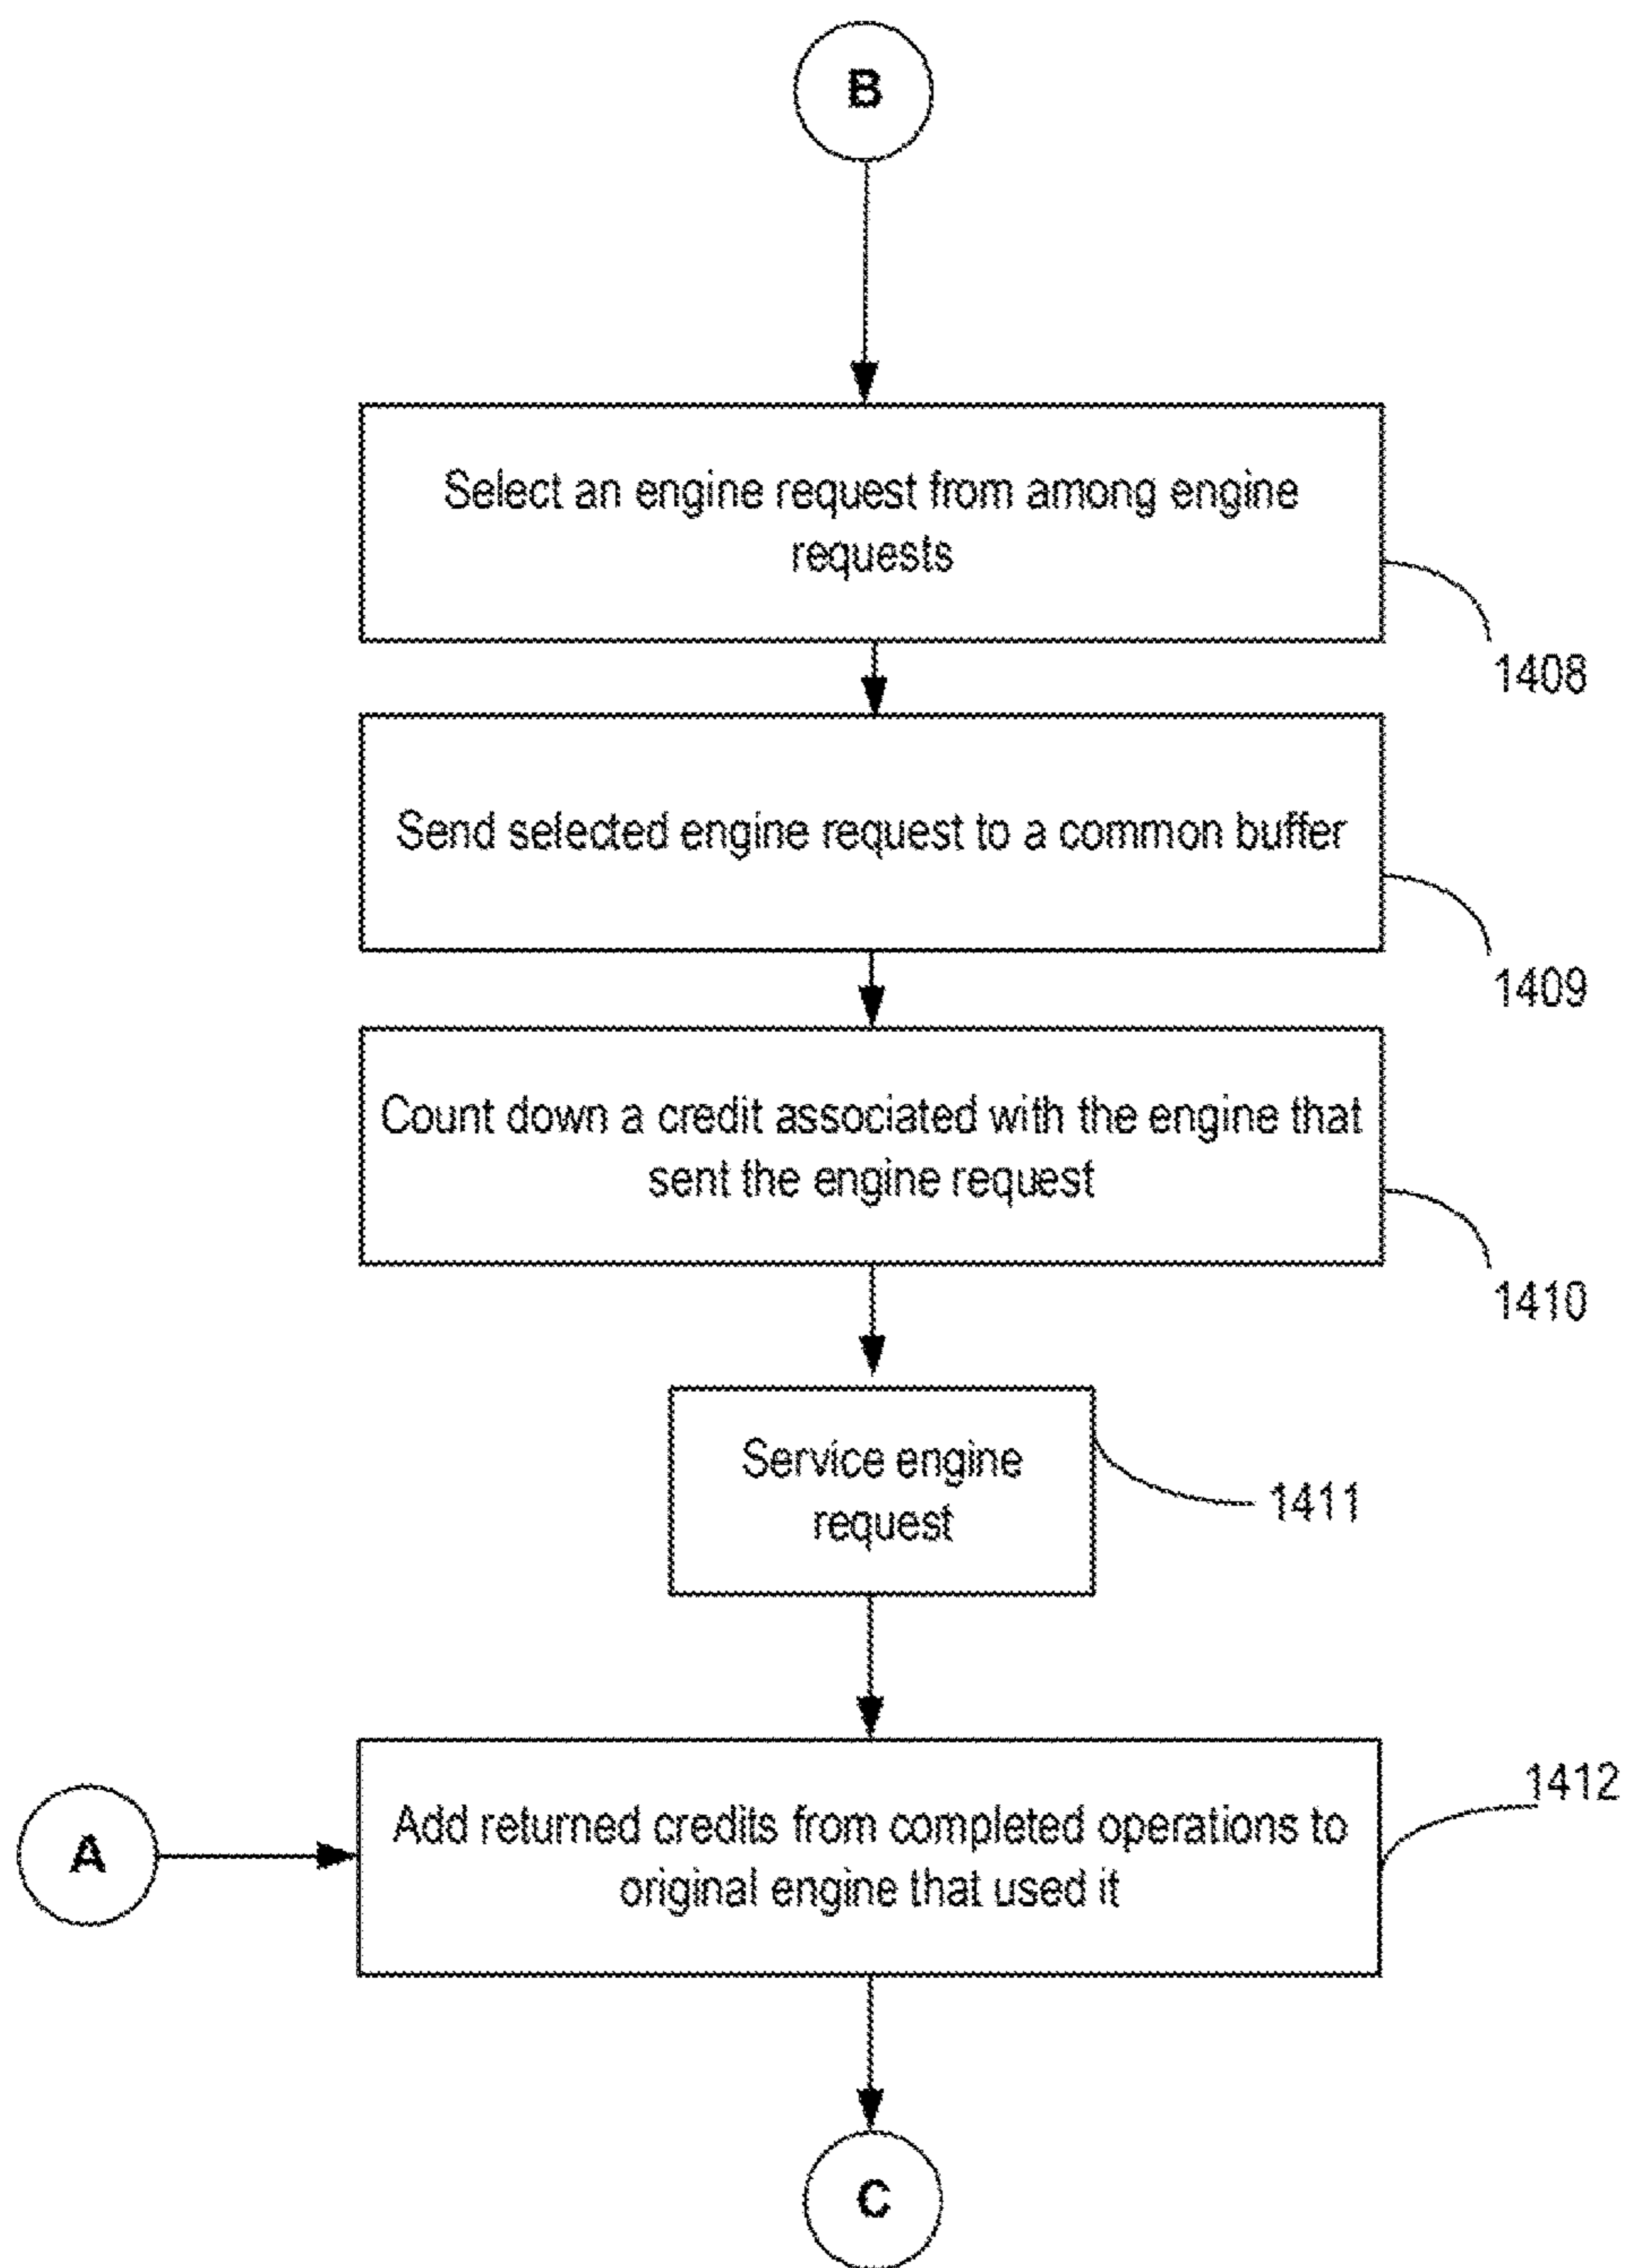 B
Select an engine request from among engine
requests
1408
Send selected engine request to a common buffer
1409
Count down a credit associated with the engine that
sent the engine request
1410
Service engine
request
1411
1412
A
Add returned credits from completed operations to
original engine that used it
C